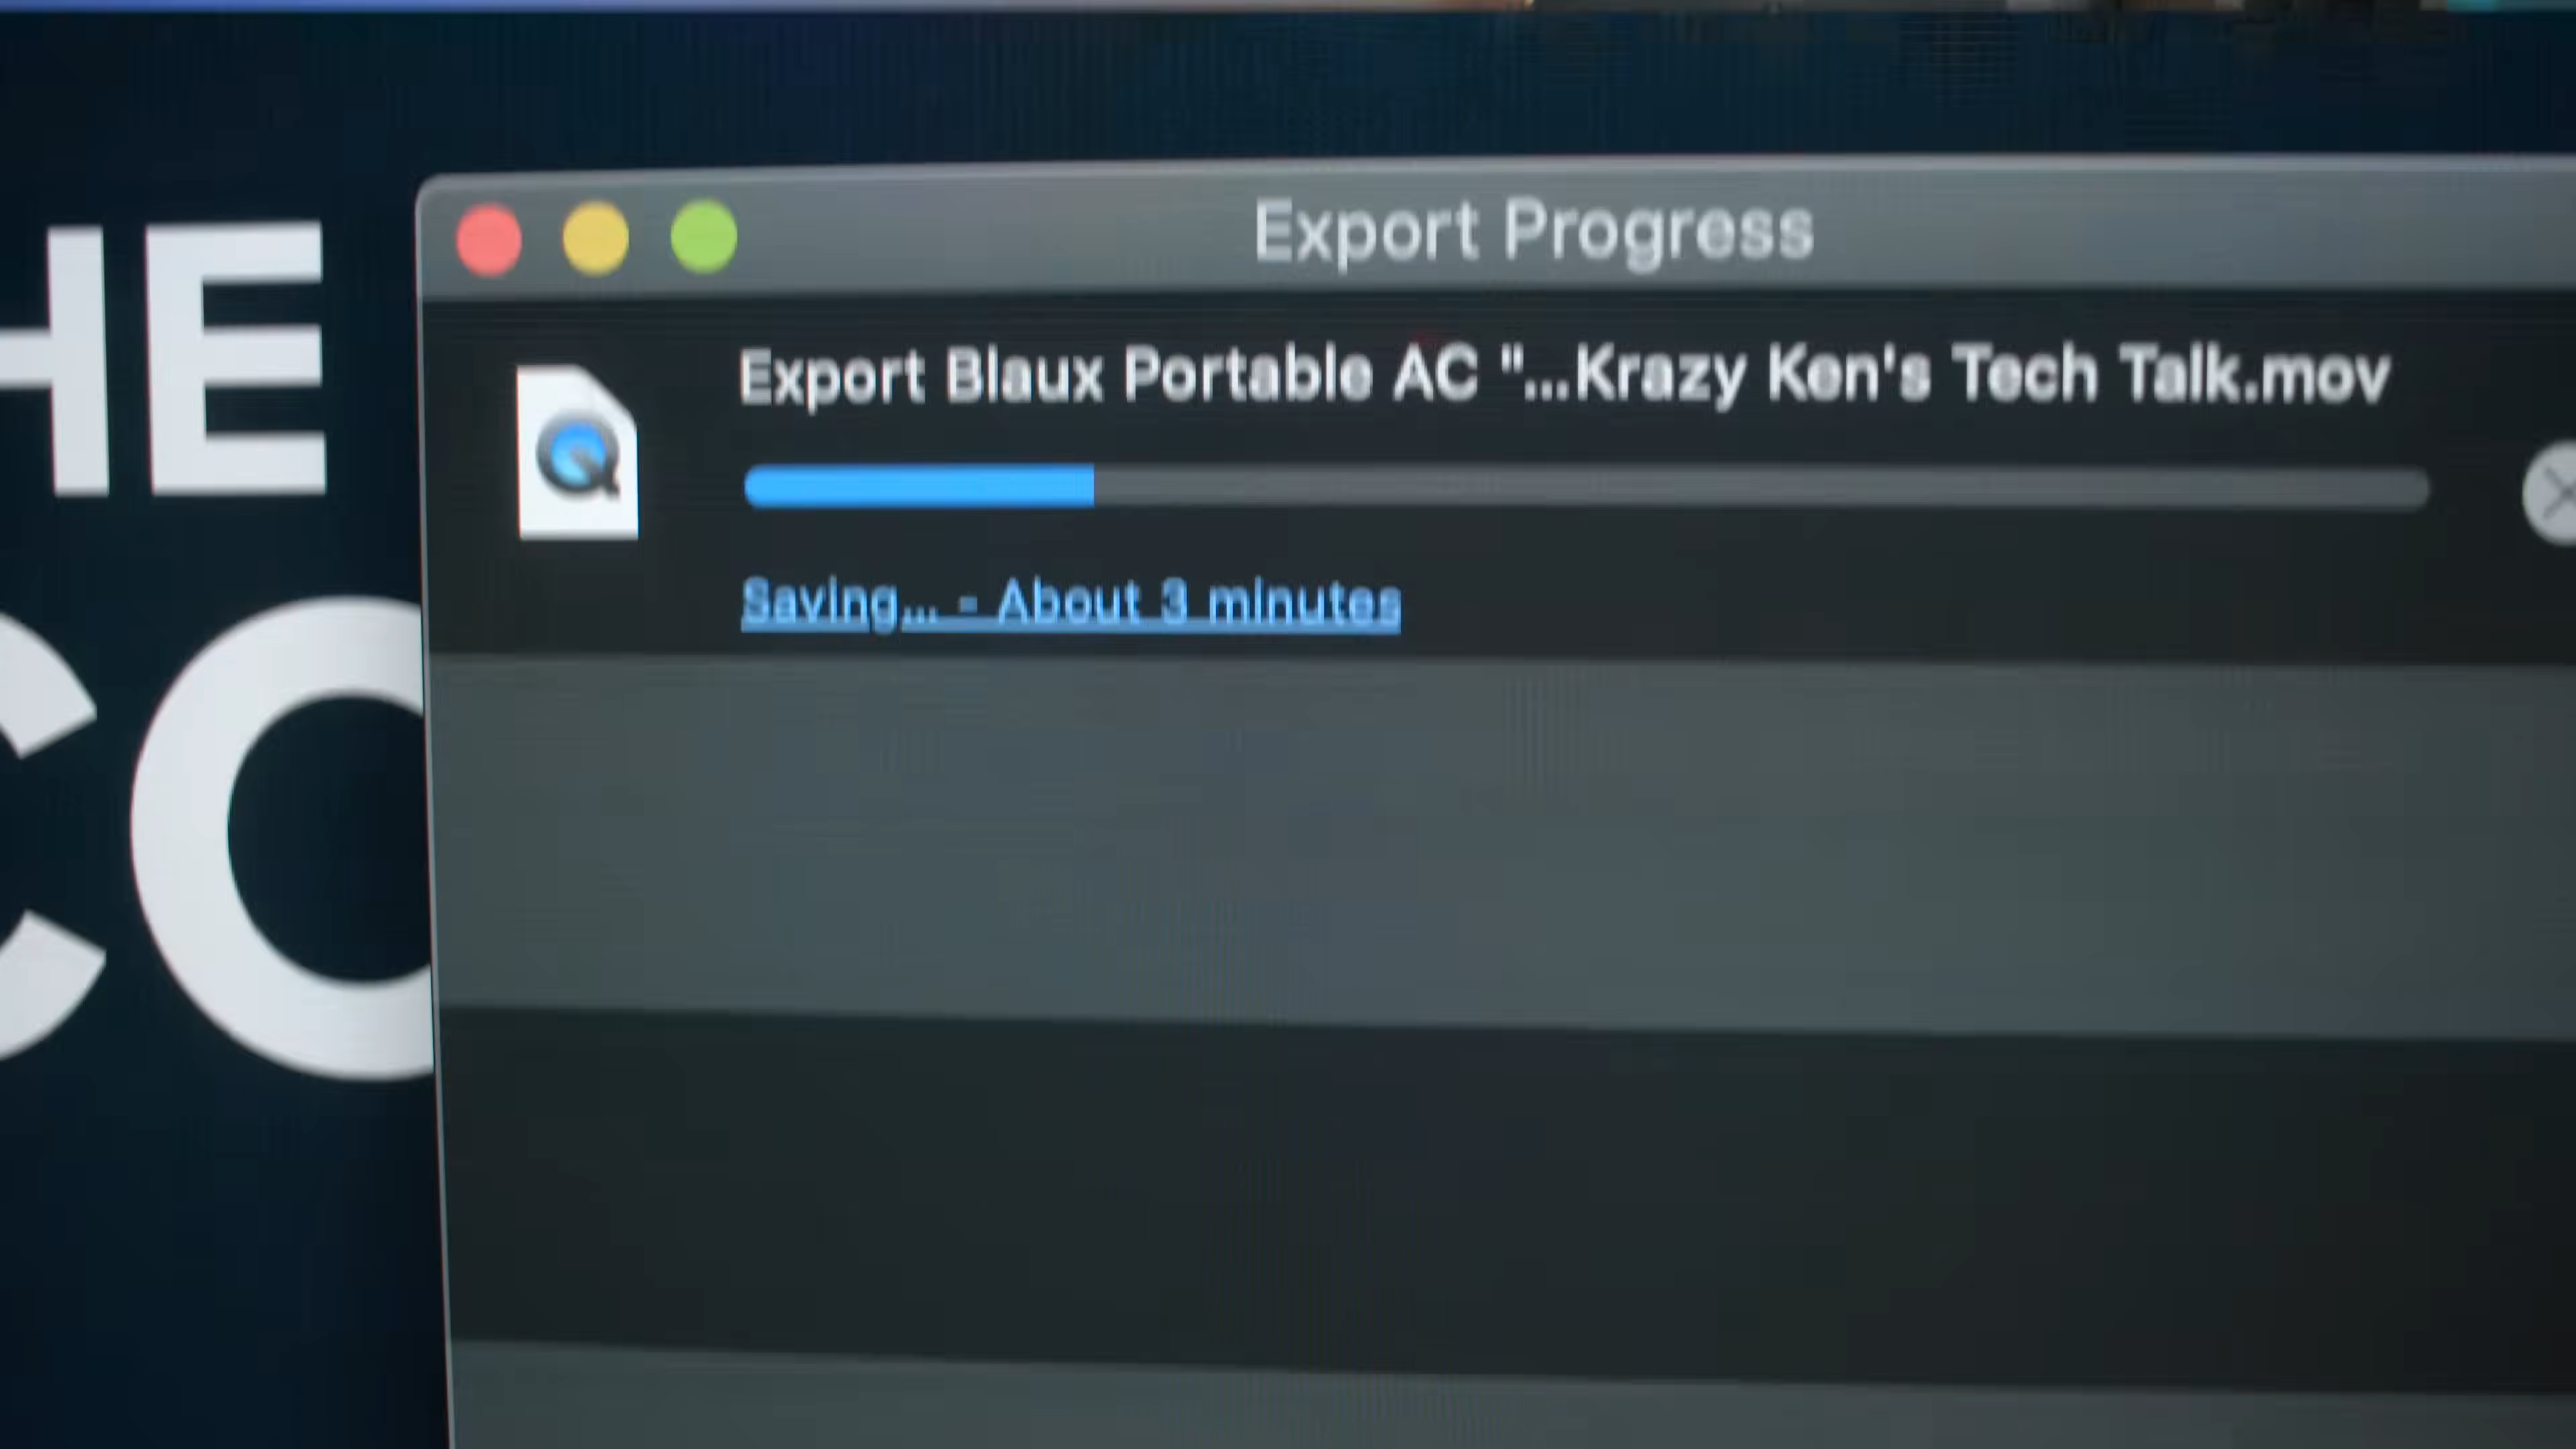 HE
Export Progress
Export Blaux Portable AC "...Krazy Ken's Tech Talk.mov
Saving... - About 3 minutes
CO